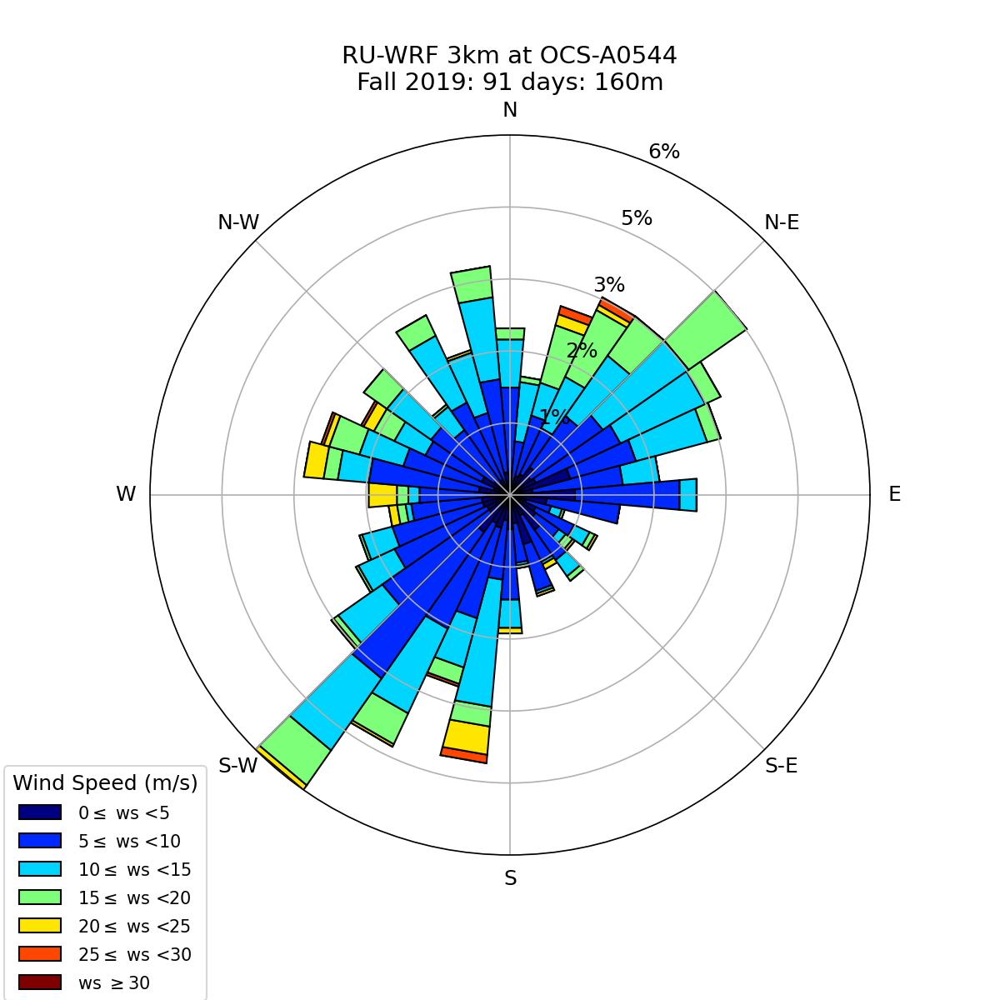 RU-WRF 3km at OCS-A0544
Fall 2019: 91 days: 160m
N
6%
N-W
5%
N-E
3%
2%
1%
W
E
S-W
S-E
S
Wind Speed (m/s)
0 ≤ ws <5
5 ≤ ws <10
10 ≤ ws <15
15 ≤ ws <20
20 ≤ ws <25
25 ≤ ws <30
ws ≥ 30